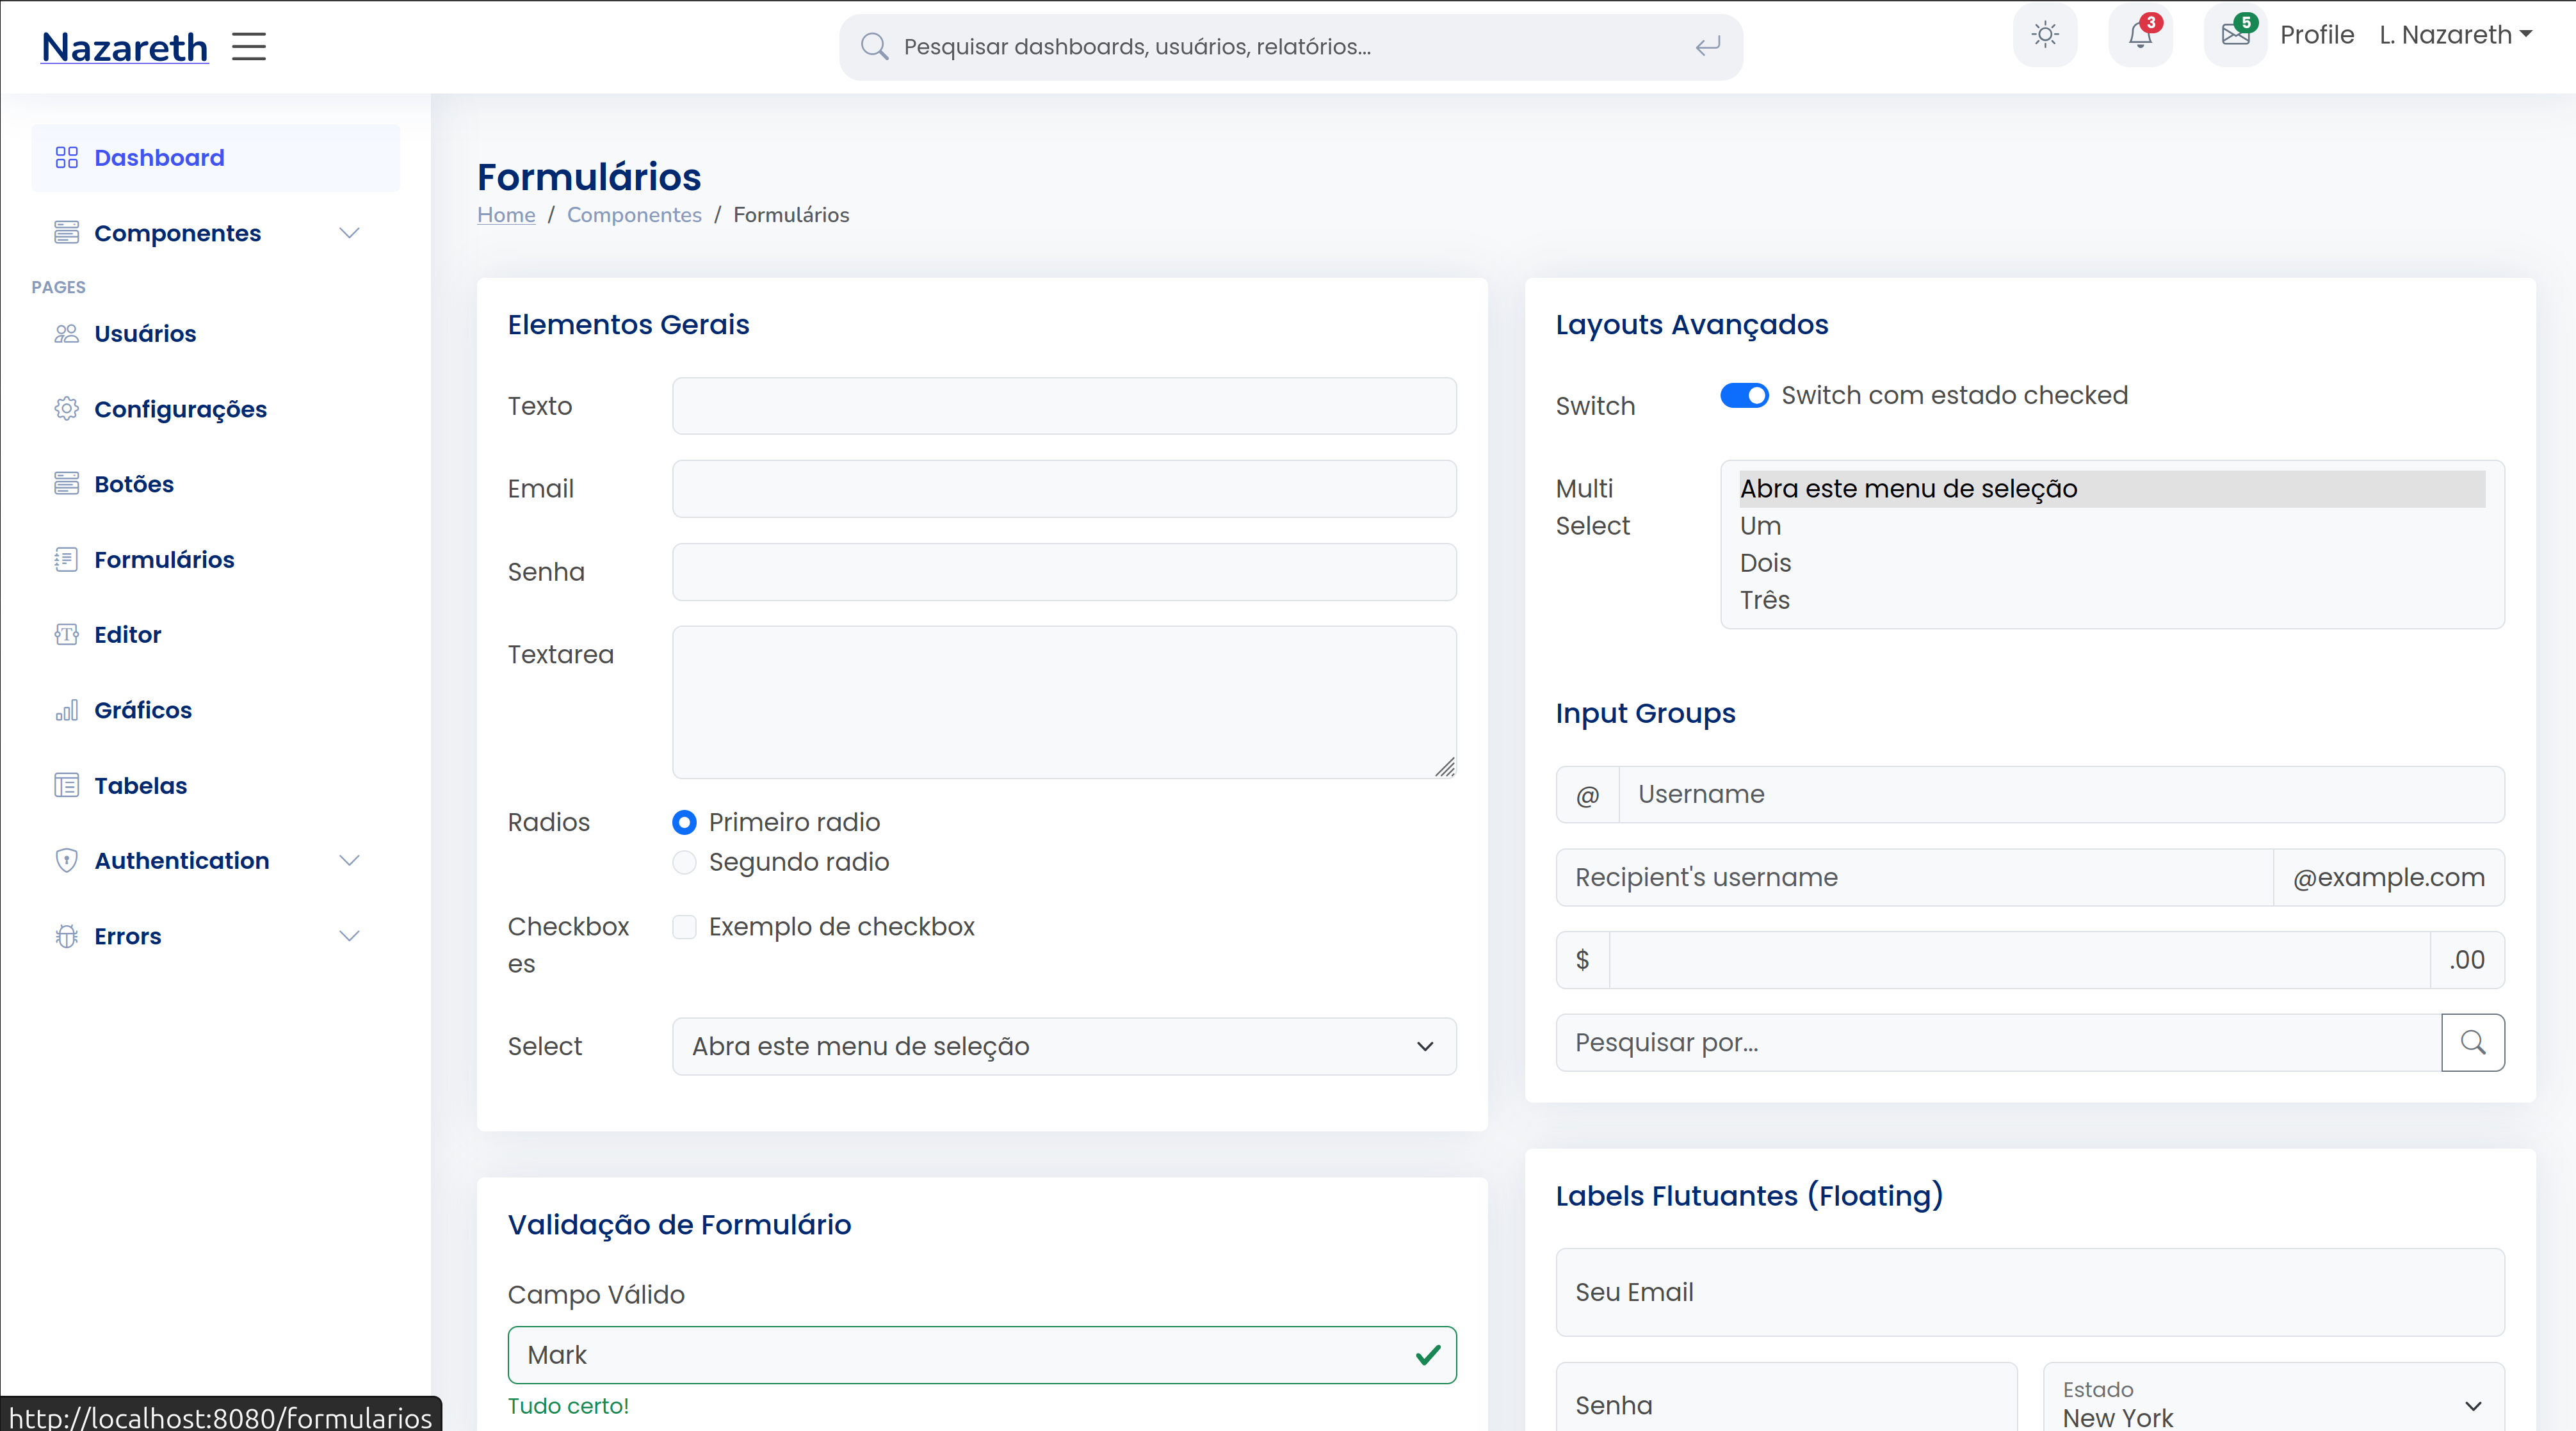 Nazareth
Pesquisar dashboards, usuários, relatórios...
3
5
Profile
L. Nazareth
Dashboard
Componentes
PAGES
Usuários
Configurações
Botões
Formulários
Editor
Gráficos
Tabelas
Authentication
Errors
Formulários
Home / Componentes / Formulários
Elementos Gerais
Texto
Email
Senha
Textarea
Radios
Primeiro radio
Segundo radio
Checkbox
es
Exemplo de checkbox
Select
Abra este menu de seleção
Validação de Formulário
Campo Válido
Mark
Tudo certo!
Layouts Avançados
Switch
Switch com estado checked
Multi
Select
Abra este menu de seleção
Um
Dois
Três
Input Groups
@ Username
Recipient's username @example.com
$ .00
Pesquisar por...
Labels Flutuantes (Floating)
Seu Email
Senha
Estado
New York
http://localhost:8080/formularios